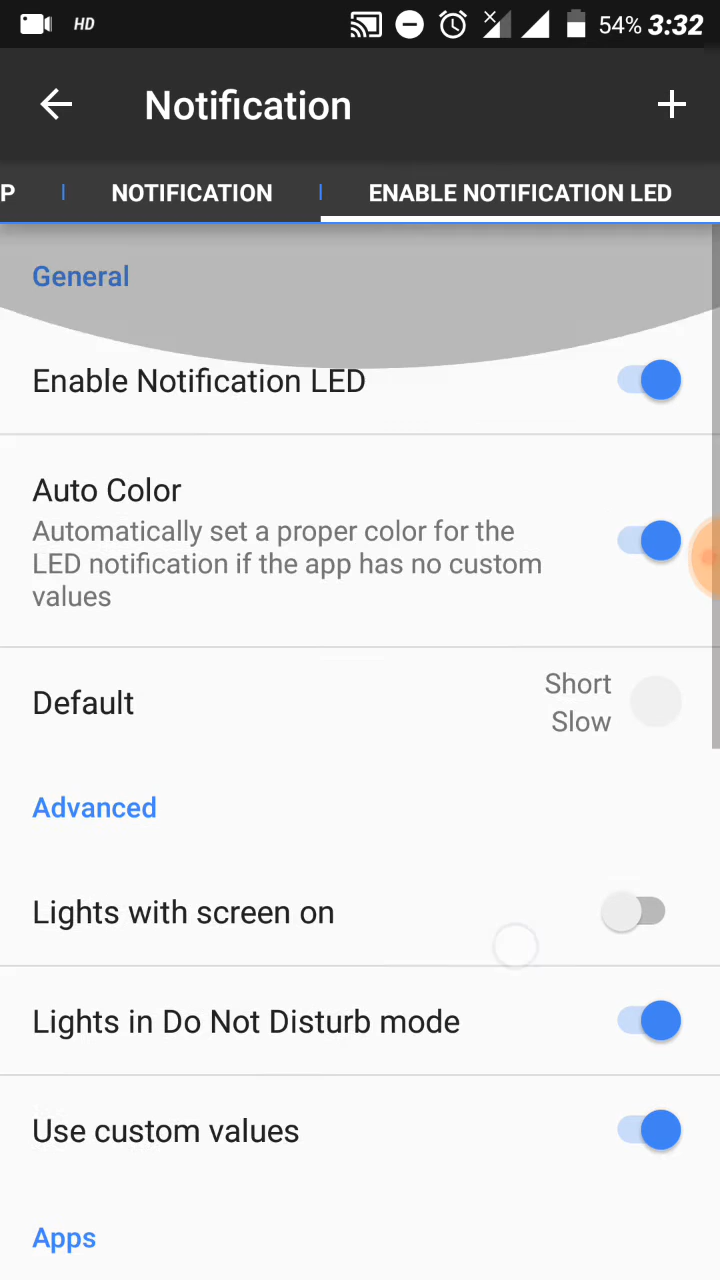 HD 54% 3:32
Notification
P NOTIFICATION ENABLE NOTIFICATION LED
General
Enable Notification LED
Auto Color
Automatically set a proper color for the
LED notification if the app has no custom
values
Default
Short
Slow
Advanced
Lights with screen on
Lights in Do Not Disturb mode
Use custom values
Apps